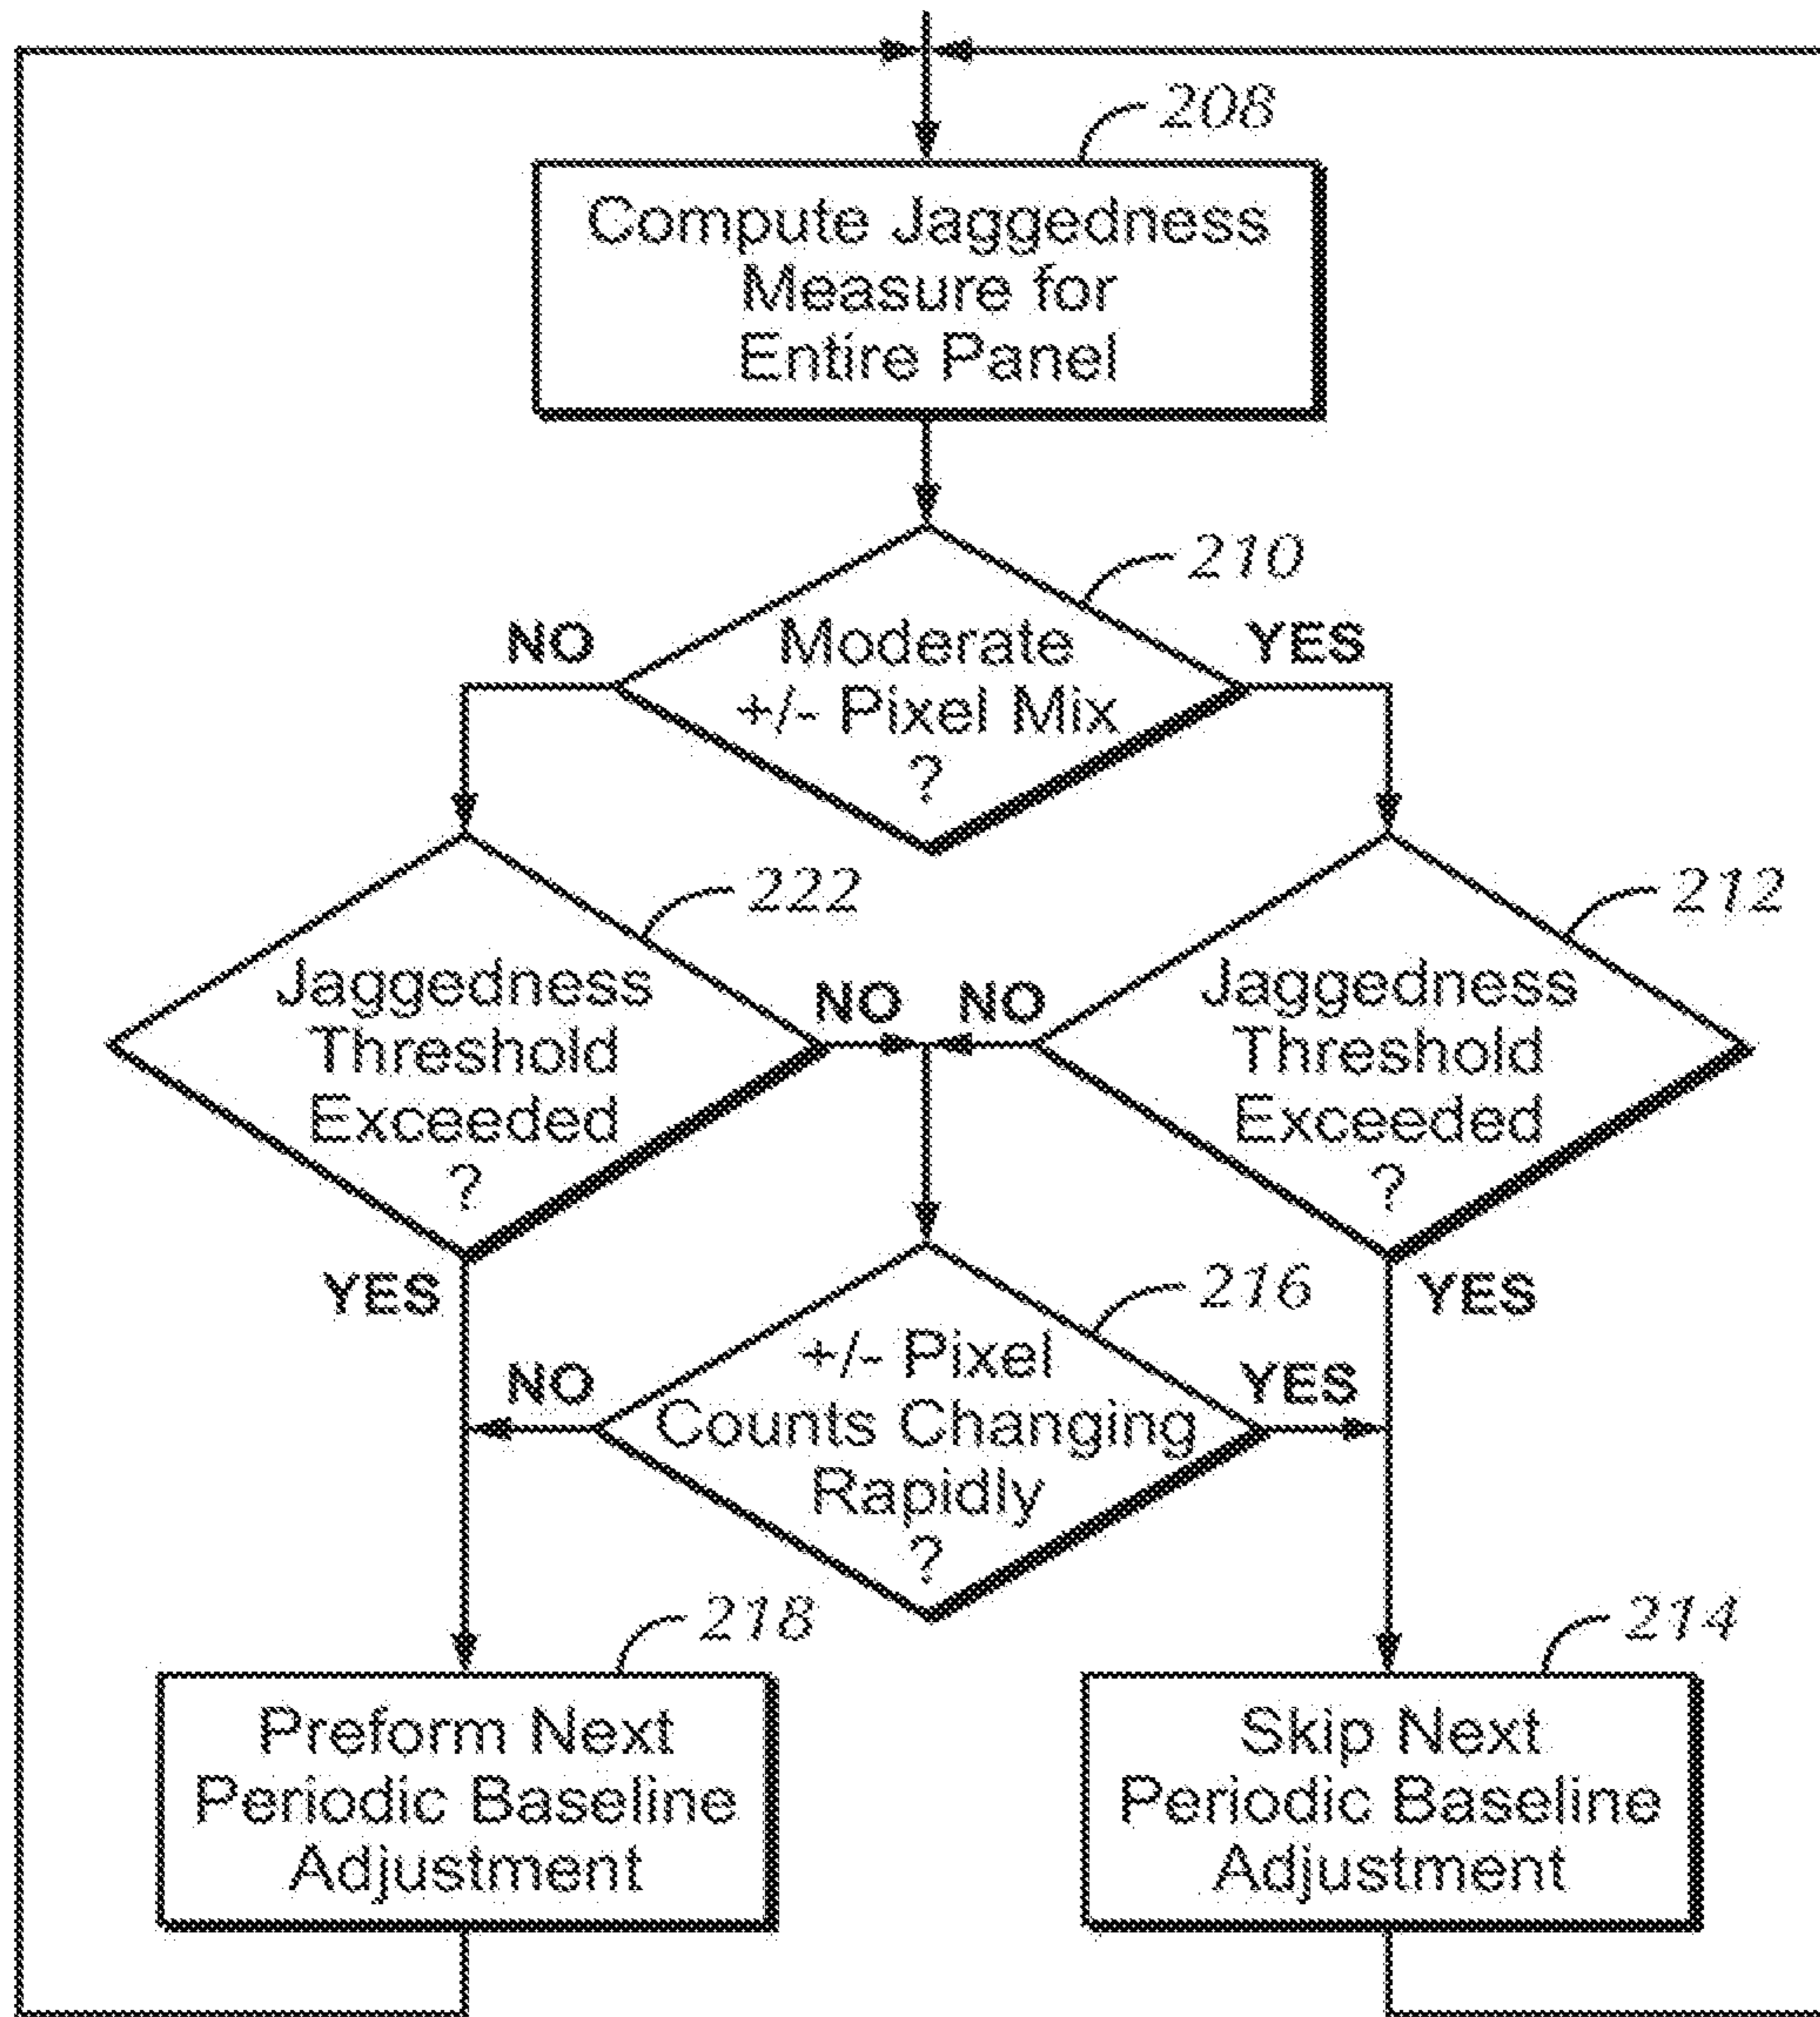 208
Compute Jaggedness
Measure for
Entire Panel
210
NO
Moderate
+/- Pixel Mix
?
YES
222
Jaggedness
Threshold
Exceeded
?
NO
NO
212
Jaggedness
Threshold
Exceeded
?
YES
YES
216
+/- Pixel
Counts Changing
Rapidly
?
NO
YES
218
Preform Next
Periodic Baseline
Adjustment
214
Skip Next
Periodic Baseline
Adjustment